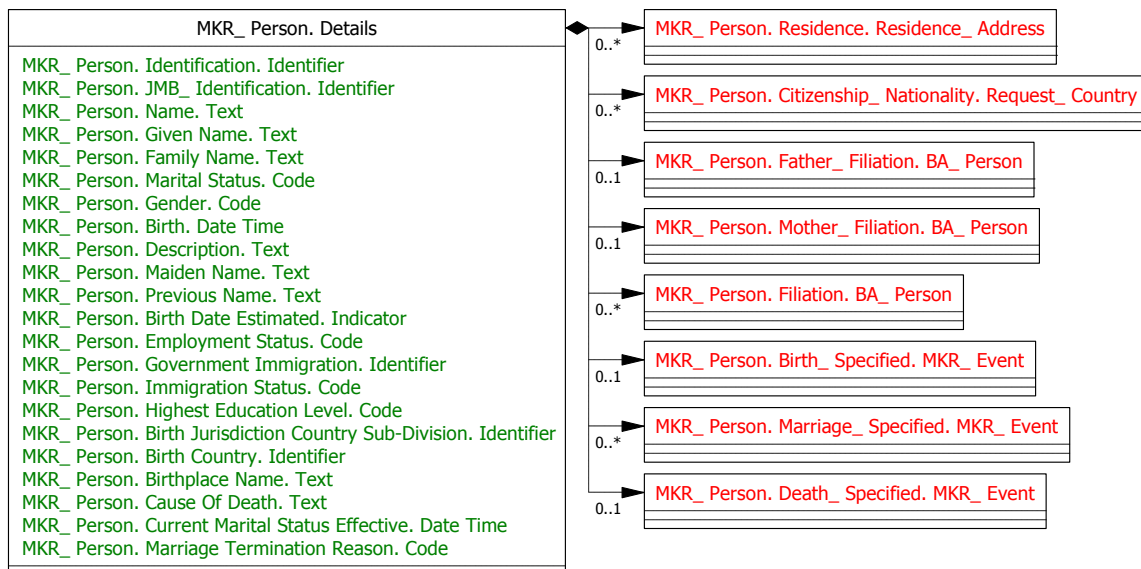 MKR_ Person. Details
MKR_ Person. Identification. Identifier
MKR_ Person. JMB_ Identification. Identifier
MKR_ Person. Name. Text
MKR_ Person. Given Name. Text
MKR_ Person. Family Name. Text
MKR_ Person. Marital Status. Code
MKR_ Person. Gender. Code
MKR_ Person. Birth. Date Time
MKR_ Person. Description. Text
MKR_ Person. Maiden Name. Text
MKR_ Person. Previous Name. Text
MKR_ Person. Birth Date Estimated. Indicator
MKR_ Person. Employment Status. Code
MKR_ Person. Government Immigration. Identifier
MKR_ Person. Immigration Status. Code
MKR_ Person. Highest Education Level. Code
MKR_ Person. Birth Jurisdiction Country Sub-Division. Identifier
MKR_ Person. Birth Country. Identifier
MKR_ Person. Birthplace Name. Text
MKR_ Person. Cause Of Death. Text
MKR_ Person. Current Marital Status Effective. Date Time
MKR_ Person. Marriage Termination Reason. Code
MKR_ Person. Residence. Residence_ Address
0..*
MKR_ Person. Citizenship_ Nationality. Request_ Country
0..*
MKR_ Person. Father_ Filiation. BA_ Person
0..1
MKR_ Person. Mother_ Filiation. BA_ Person
0..1
MKR_ Person. Filiation. BA_ Person
0..*
MKR_ Person. Birth_ Specified. MKR_ Event
0..1
MKR_ Person. Marriage_ Specified. MKR_ Event
0..*
MKR_ Person. Death_ Specified. MKR_ Event
0..1